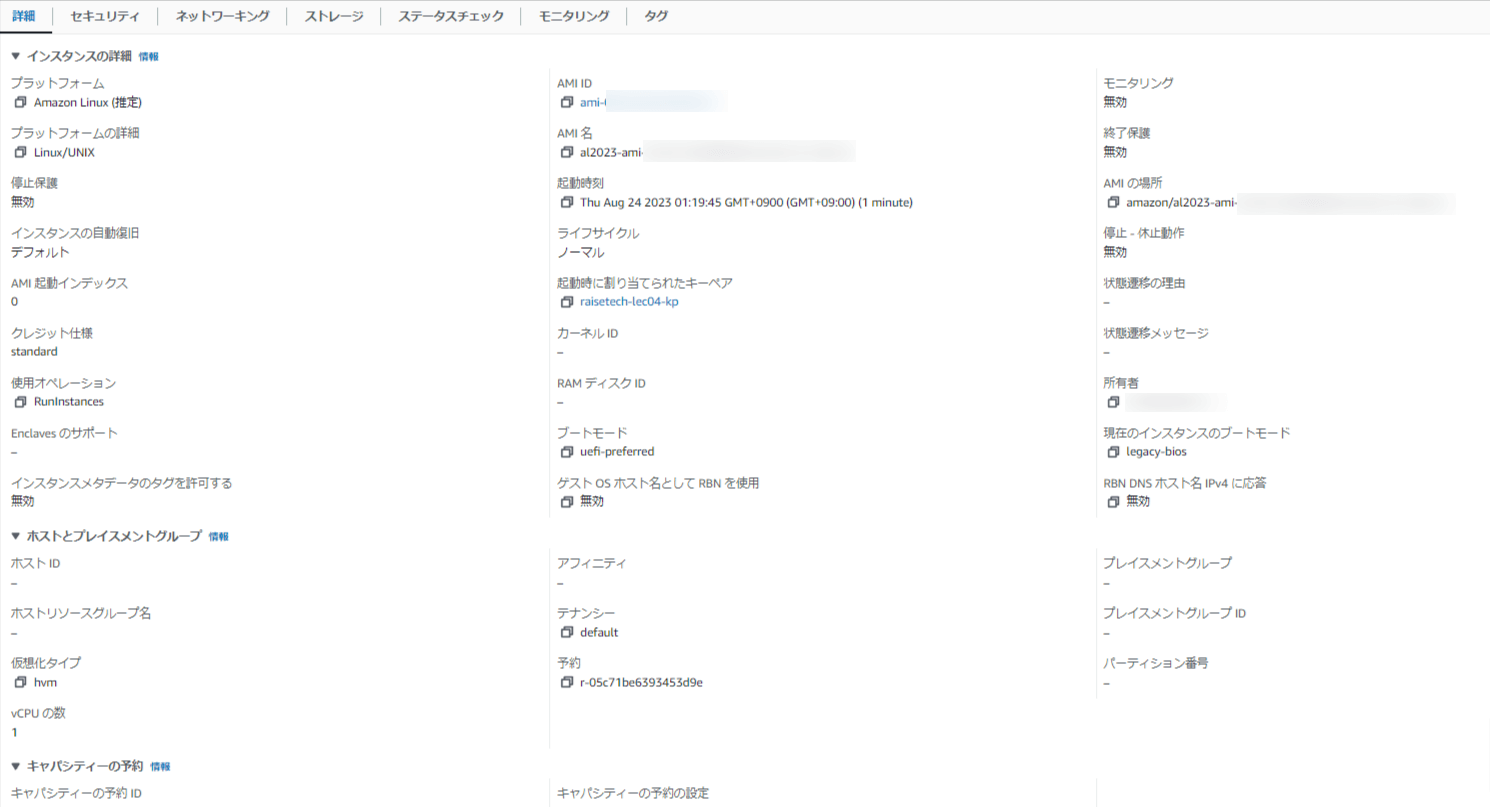 詳細 セキュリティ ネットワーキング ストレージ ステータスチェック モニタリング タグ
▼ インスタンスの詳細 情報
プラットフォーム
Amazon Linux (推定)
AMI ID
ami-
モニタリング
無効
プラットフォームの詳細
Linux/UNIX
AMI 名
al2023-ami-
終了保護
無効
停止保護
無効
起動時刻
Thu Aug 24 2023 01:19:45 GMT+0900 (GMT+09:00) (1 minute)
AMI の場所
amazon/al2023-ami-
インスタンスの自動復旧
デフォルト
ライフサイクル
ノーマル
停止 - 休止動作
無効
AMI 起動インデックス
0
起動時に割り当てられたキーペア
raisetech-lec04-kp
状態遷移の理由
–
クレジット仕様
standard
カーネル ID
–
状態遷移メッセージ
–
使用オペレーション
RunInstances
RAM ディスク ID
–
所有者
Enclaves のサポート
–
ブートモード
uefi-preferred
現在のインスタンスのブートモード
legacy-bios
インスタンスメタデータのタグを許可する
無効
ゲスト OS ホスト名として RBN を使用
無効
RBN DNS ホスト名 IPv4 に応答
無効
▼ ホストとプレイスメントグループ 情報
ホスト ID
–
アフィニティ
–
プレイスメントグループ
–
ホストリソースグループ名
–
テナンシー
default
プレイスメントグループ ID
–
仮想化タイプ
hvm
予約
r-05c71be6393453d9e
パーティション番号
–
vCPU の数
1
▼ キャパシティーの予約 情報
キャパシティーの予約 ID
キャパシティーの予約の設定